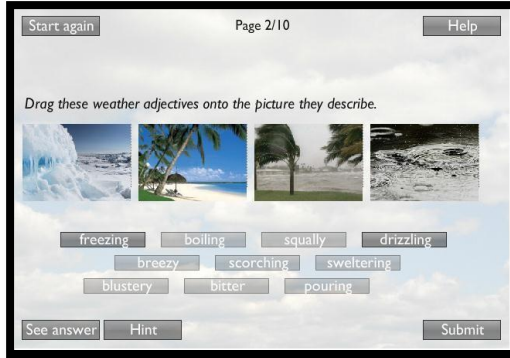 Start again Page 2/10 Help
Drag these weather adjectives onto the picture they describe.
freezing boiling squally drizzling
breezy scorching sweltering
blustery bitter pouring
See answer Hint Submit